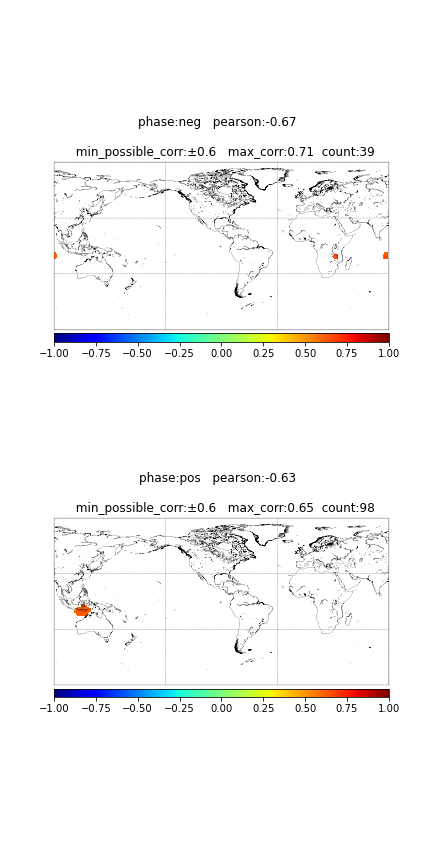 phase:neg   pearson:-0.67
min_possible_corr:±0.6   max_corr:0.71  count:39
−1.00 −0.75 −0.50 −0.25 0.00 0.25 0.50 0.75 1.00
phase:pos   pearson:-0.63
min_possible_corr:±0.6   max_corr:0.65  count:98
−1.00 −0.75 −0.50 −0.25 0.00 0.25 0.50 0.75 1.00